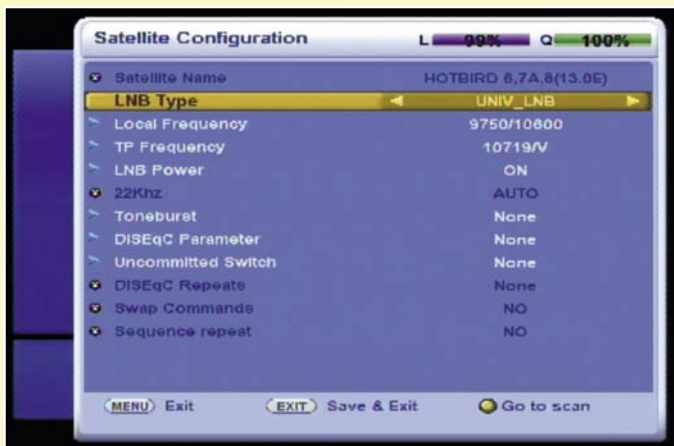 Satellite Configuration L 99% Q 100%
Satellite Name HOTBIRD 6,7A,8(13.0E)
LNB Type UNIV_LNB
Local Frequency 9750/10600
TP Frequency 10719/V
LNB Power ON
22Khz AUTO
Toneburst None
DISEqC Parameter None
Uncommitted Switch None
DISEqC Repeats None
Swap Commands NO
Sequence repeat NO
MENU Exit EXIT Save & Exit Go to scan